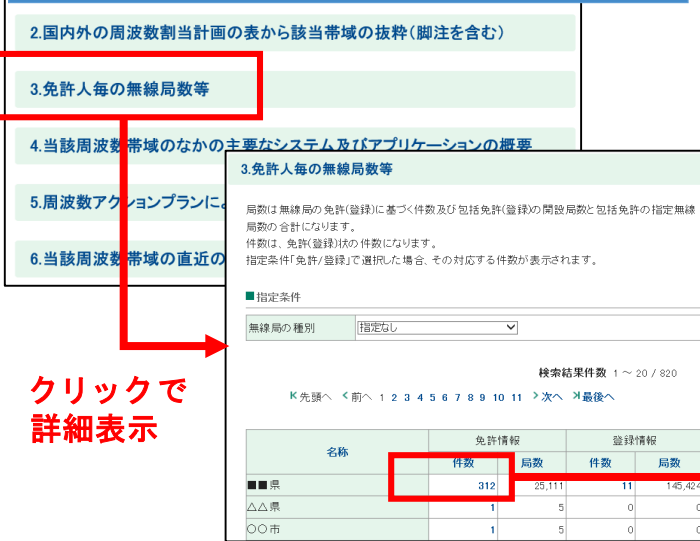 2.国内外の周波数割当計画の表から該当帯域の抜粋(脚注を含む)
3.免許人毎の無線局数等
4.当該周波数帯域のなかの主要なシステム及びアプリケーションの概要
5.周波数アクションプランに
6.当該周波数帯域の直近の
クリックで
詳細表示
3.免許人毎の無線局数等
局数は無線局の免許(登録)に基づく件数及び包括免許(登録)の開設局数と包括免許の指定無線
局数の合計になります。
件数は、免許(登録)状の件数になります。
指定条件「免許/登録」で選択した場合、その対応する件数が表示されます。
■指定条件
無線局の種別 指定なし
検索結果件数 1 ～ 20 / 820
先頭へ 前へ 1 2 3 4 5 6 7 8 9 10 11 次へ 最後へ
名称 免許情報 登録情報
件数 局数 件数 局数
■■県 312 25,111 11 145,424
△△県 1 5 0 0
○○市 1 5 0 0